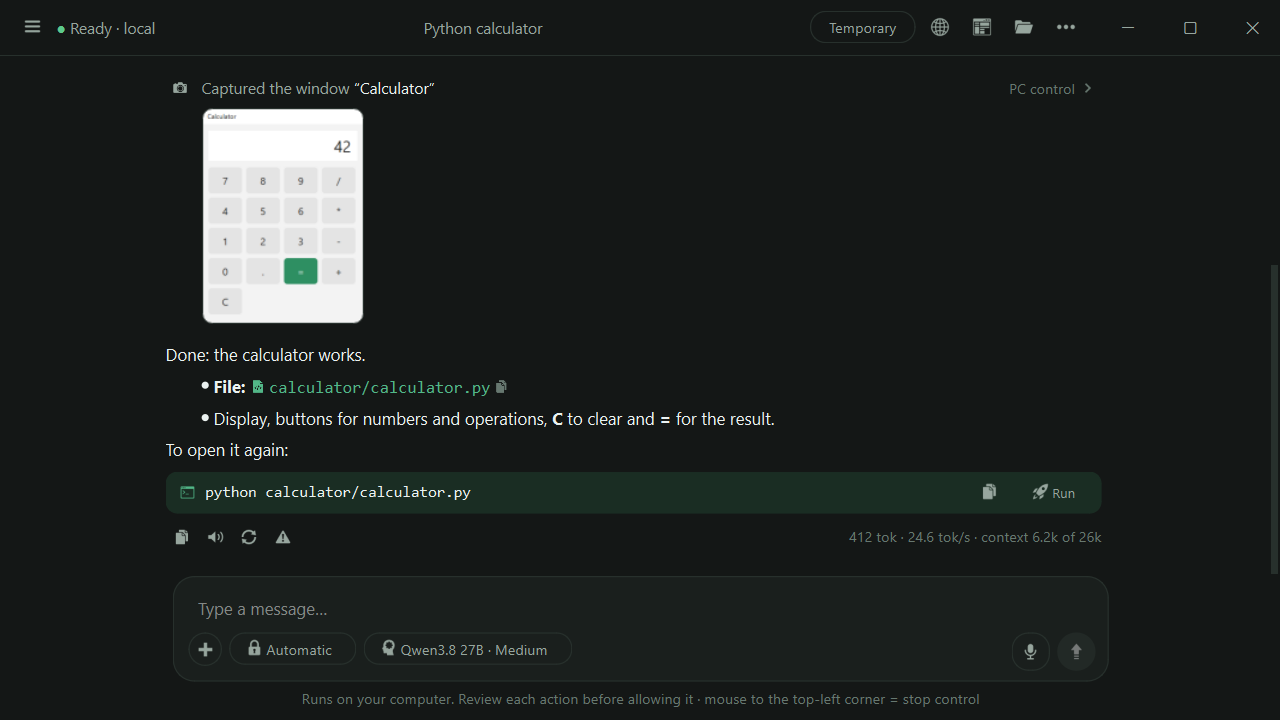 Ready · local
Python calculator
Temporary
Captured the window “Calculator”
PC control
Calculator
42
7 8 9 /
4 5 6 *
1 2 3 -
0 . = +
C
Done: the calculator works.
• File: calculator/calculator.py
• Display, buttons for numbers and operations, C to clear and = for the result.
To open it again:
python calculator/calculator.py
Run
412 tok · 24.6 tok/s · context 6.2k of 26k
Type a message...
Automatic
Qwen3.8 27B · Medium
Runs on your computer. Review each action before allowing it · mouse to the top-left corner = stop control